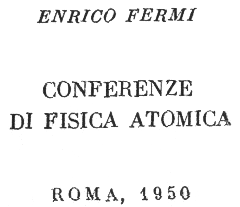 ENRICO FERMI
CONFERENZE
DI FISICA ATOMICA
ROMA, 1950